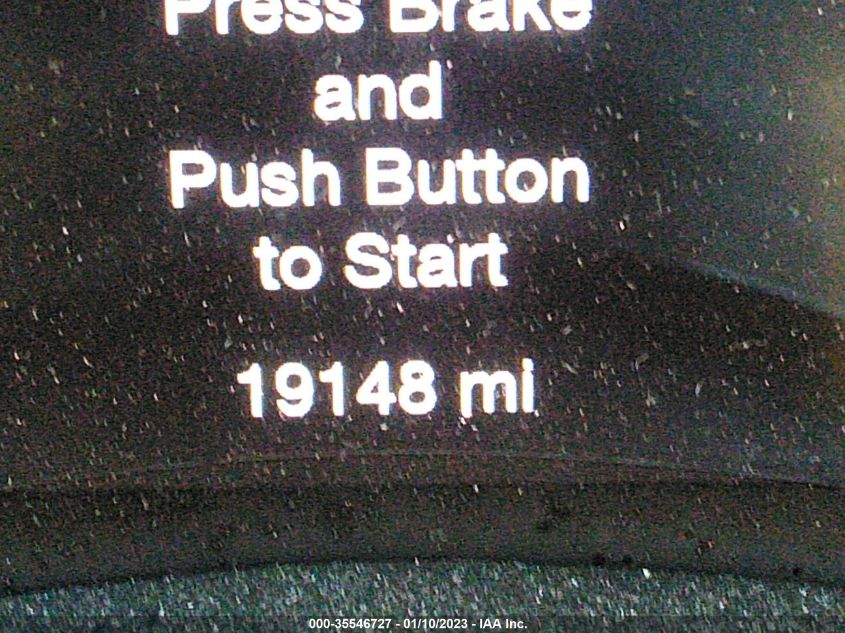 Press Brake
and
Push Button
to Start
19148 mi
000-35546727 - 01/10/2023 - IAA Inc.